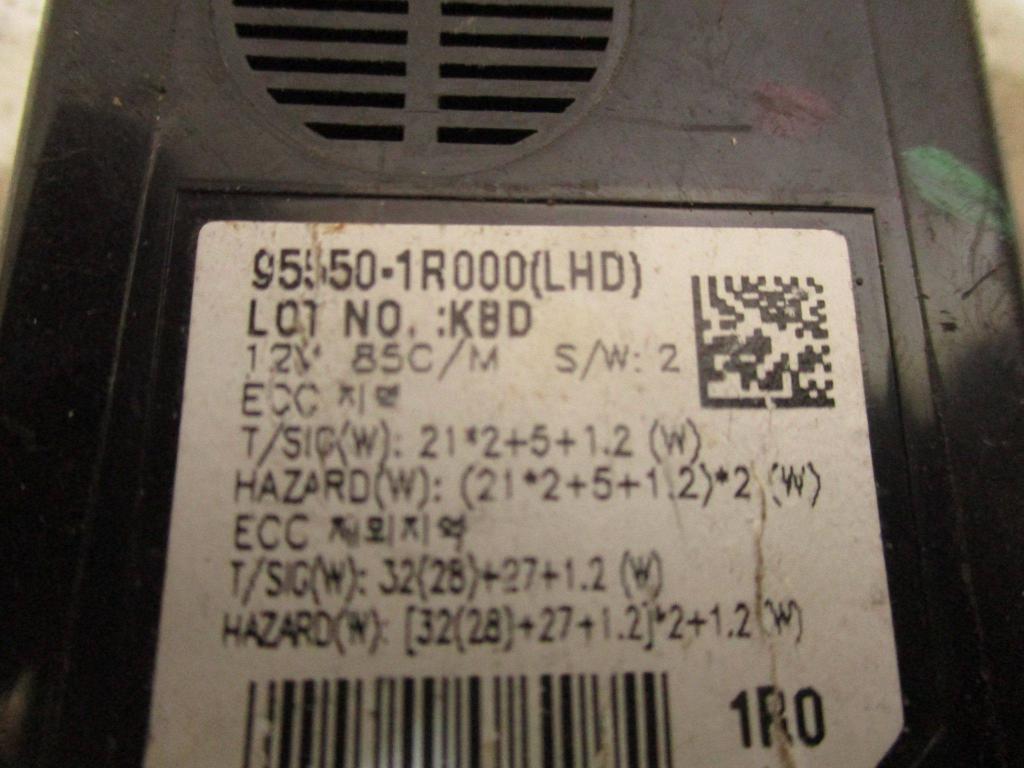 95550-1R000(LHD)
LOT NO. :KBD
12V 85C/M S/W: 2
ECC 지역
T/SIG(W): 21*2+5+1.2 (W)
HAZARD(W): (21*2+5+1.2)*2 (W)
ECC 제외지역
T/SIG(W): 32(28)+27+1.2 (W)
HAZARD(W): [32(28)+27+1.2]*2+1.2 (W)
1R0